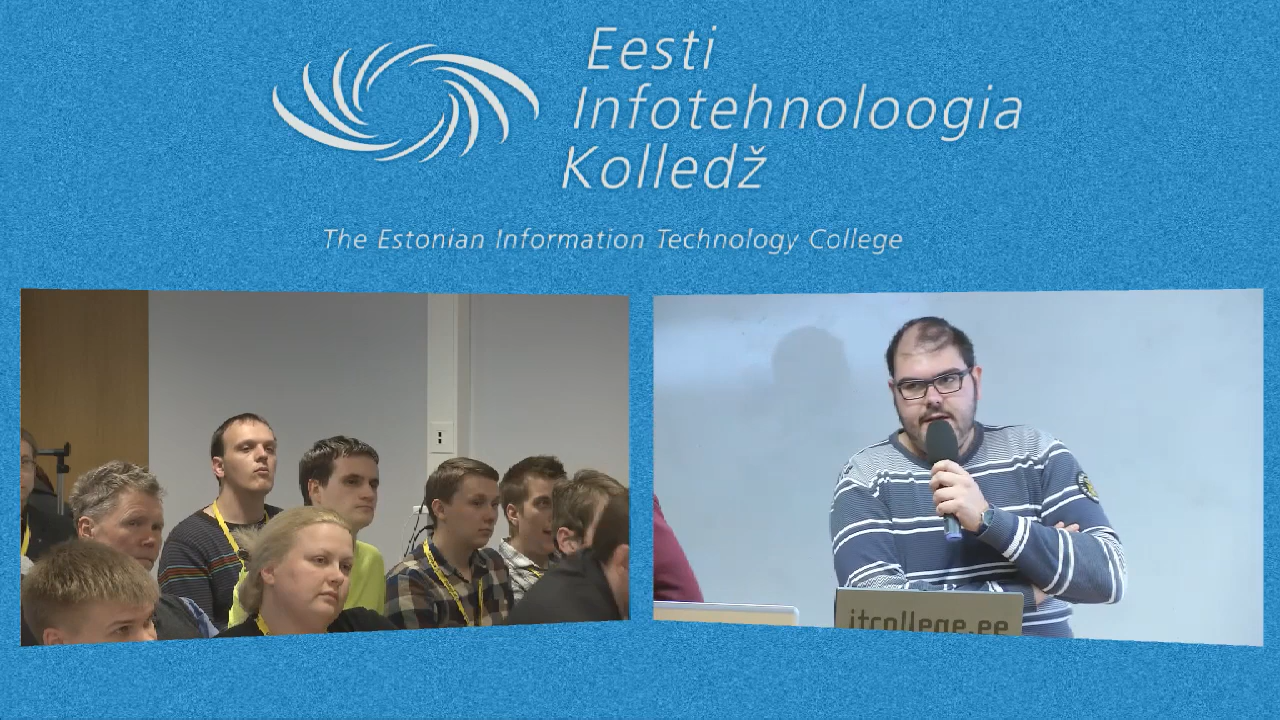 Eesti
Infotehnoloogia
Kolledž
The Estonian Information Technology College
itcollege.ee